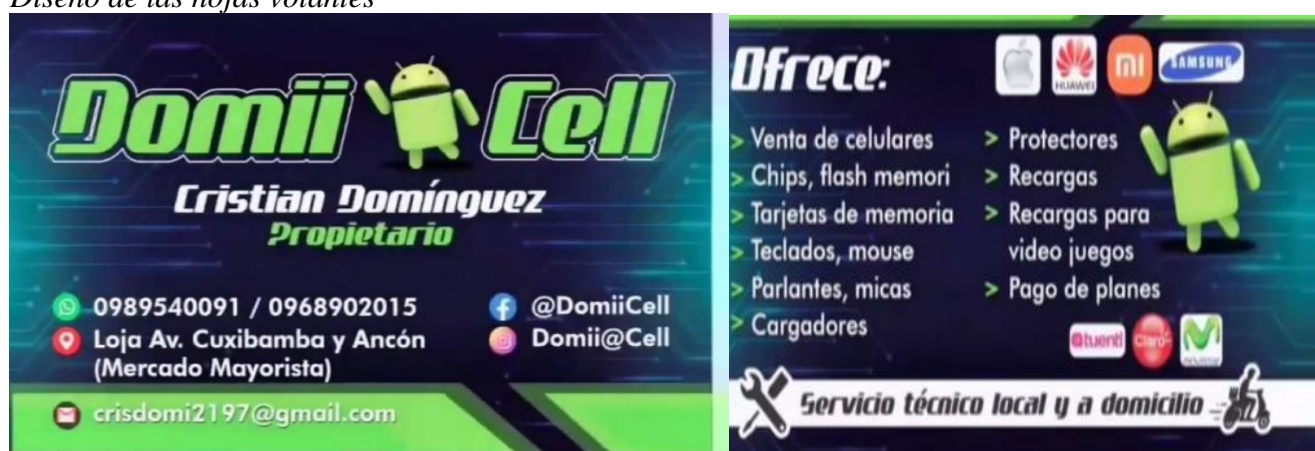 Diseño de las hojas volantes
Domii Cell
Cristian Domínguez
Propietario
0989540091 / 0968902015
@DomiiCell
Loja Av. Cuxibamba y Ancón
(Mercado Mayorista)
Domii@Cell
crisdomi2197@gmail.com
Ofrece:
HUAWEI
mi
SAMSUNG
> Venta de celulares
> Chips, flash memori
> Tarjetas de memoria
> Teclados, mouse
> Parlantes, micas
> Cargadores
> Protectores
> Recargas
> Recargas para
video juegos
> Pago de planes
@tuenti
Claro
movistar
Servicio técnico local y a domicilio